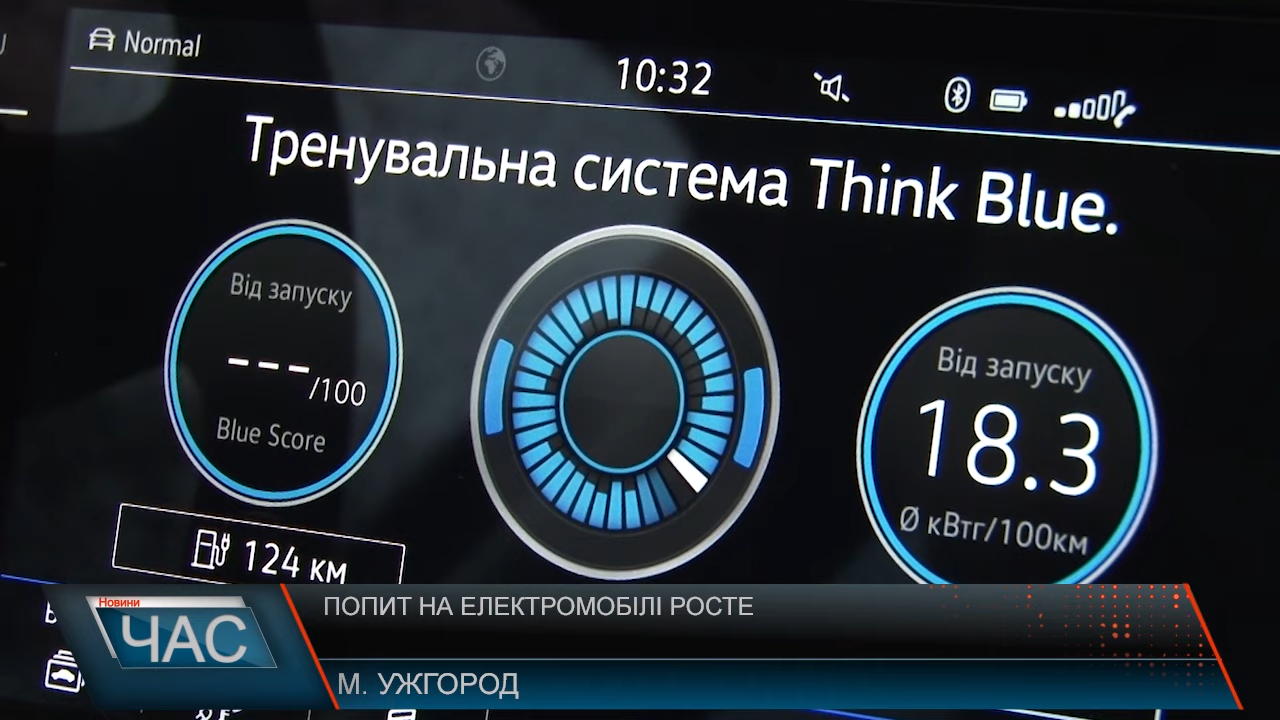 Normal
10:32
Тренувальна система Think Blue.
Від запуску
---/100
Blue Score
124 км
Від запуску
18.3
Ø кВтг/100км
Новини
ЧАС
ПОПИТ НА ЕЛЕКТРОМОБІЛІ РОСТЕ
М. УЖГОРОД